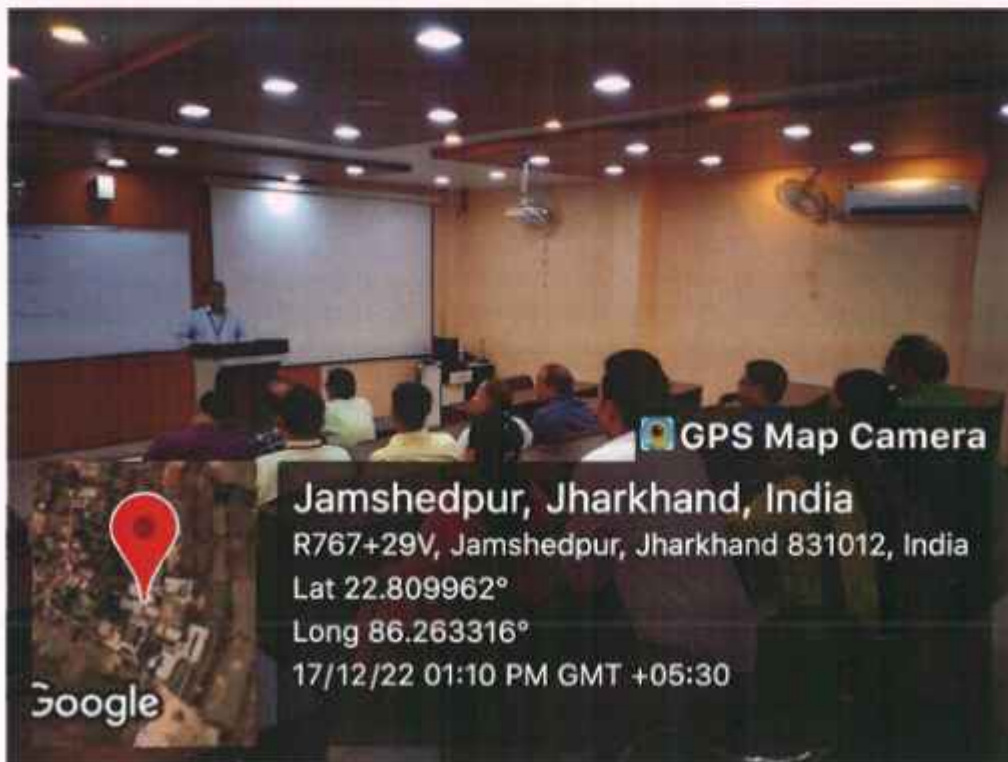 GPS Map Camera
Jamshedpur, Jharkhand, India
R767+29V, Jamshedpur, Jharkhand 831012, India
Lat 22.809962°
Long 86.263316°
17/12/22 01:10 PM GMT +05:30
Google